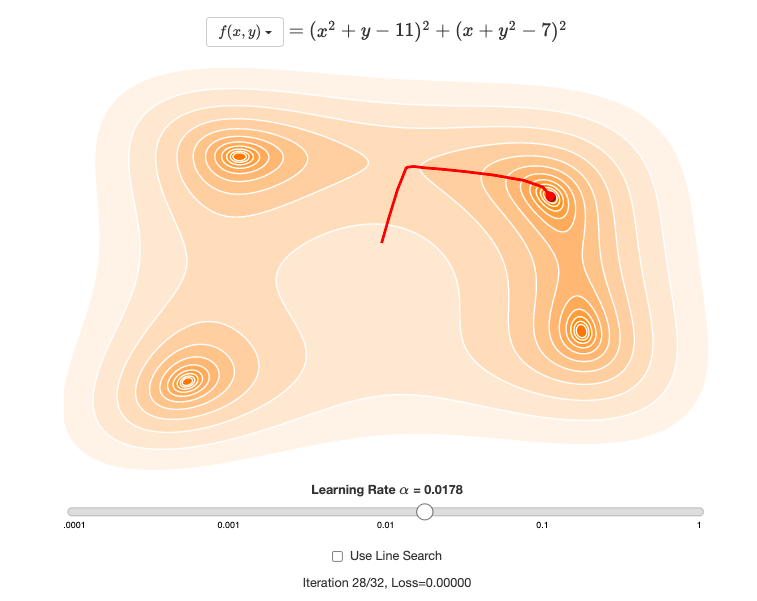 f(x, y) = (x² + y − 11)² + (x + y² − 7)²
Learning Rate α = 0.0178
.0001 0.001 0.01 0.1 1
Use Line Search
Iteration 28/32, Loss=0.00000